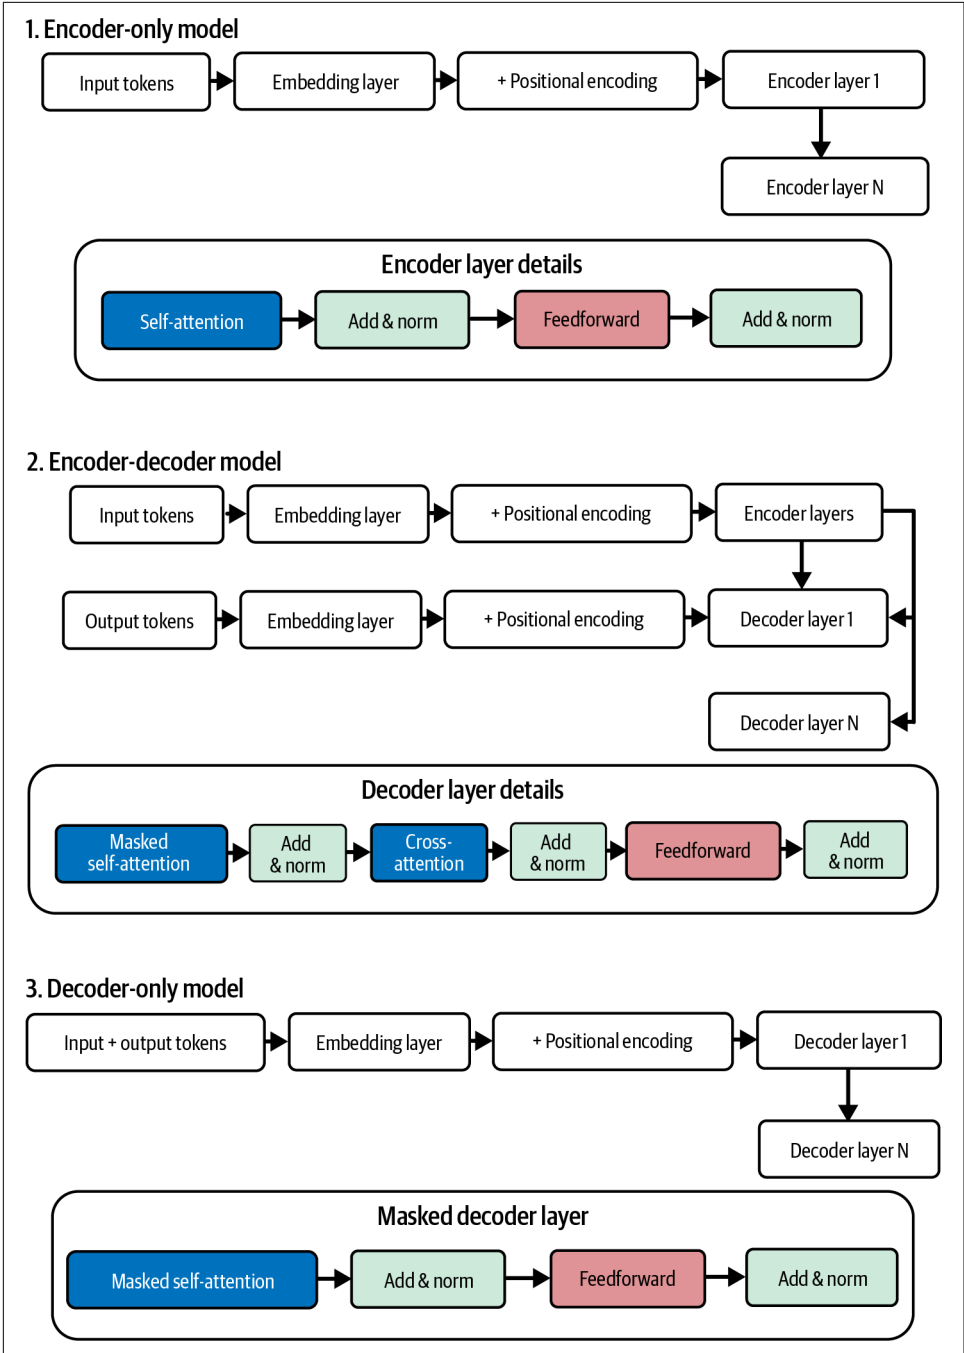 1. Encoder-only model
Input tokens
Embedding layer
+ Positional encoding
Encoder layer 1
Encoder layer N
Encoder layer details
Self-attention
Add & norm
Feedforward
Add & norm
2. Encoder-decoder model
Input tokens
Embedding layer
+ Positional encoding
Encoder layers
Output tokens
Embedding layer
+ Positional encoding
Decoder layer 1
Decoder layer N
Decoder layer details
Masked
self-attention
Add
& norm
Cross-
attention
Add
& norm
Feedforward
Add
& norm
3. Decoder-only model
Input + output tokens
Embedding layer
+ Positional encoding
Decoder layer 1
Decoder layer N
Masked decoder layer
Masked self-attention
Add & norm
Feedforward
Add & norm